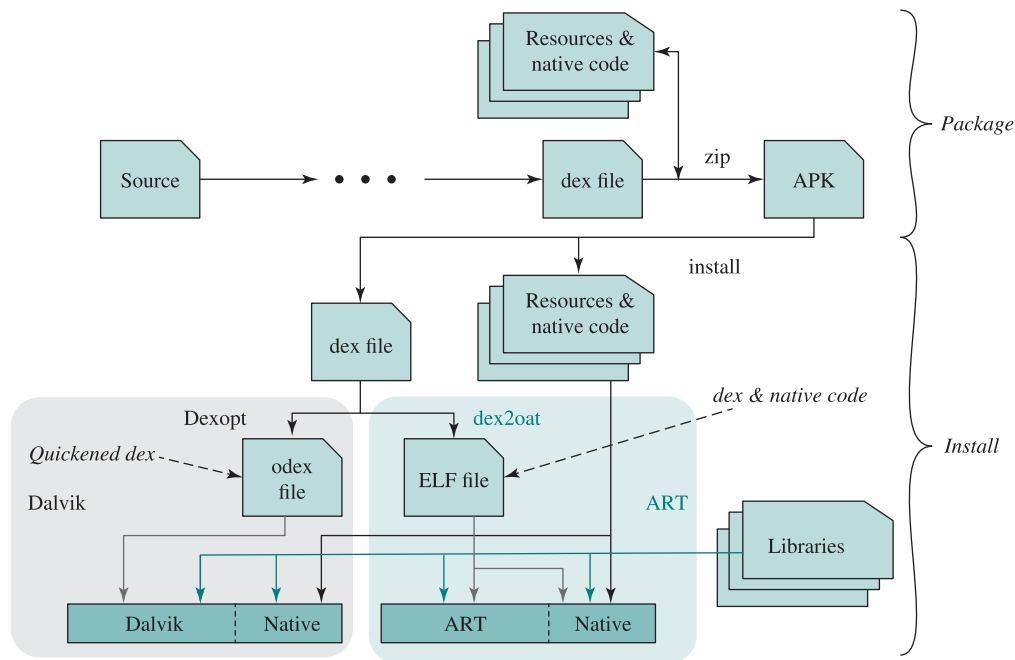 Resources &
native code
Package
zip
Source
dex file
APK
install
Resources &
native code
dex file
dex & native code
Dexopt
dex2oat
Quickened dex
odex
file
ELF file
Install
Dalvik
ART
Libraries
Dalvik
Native
ART
Native